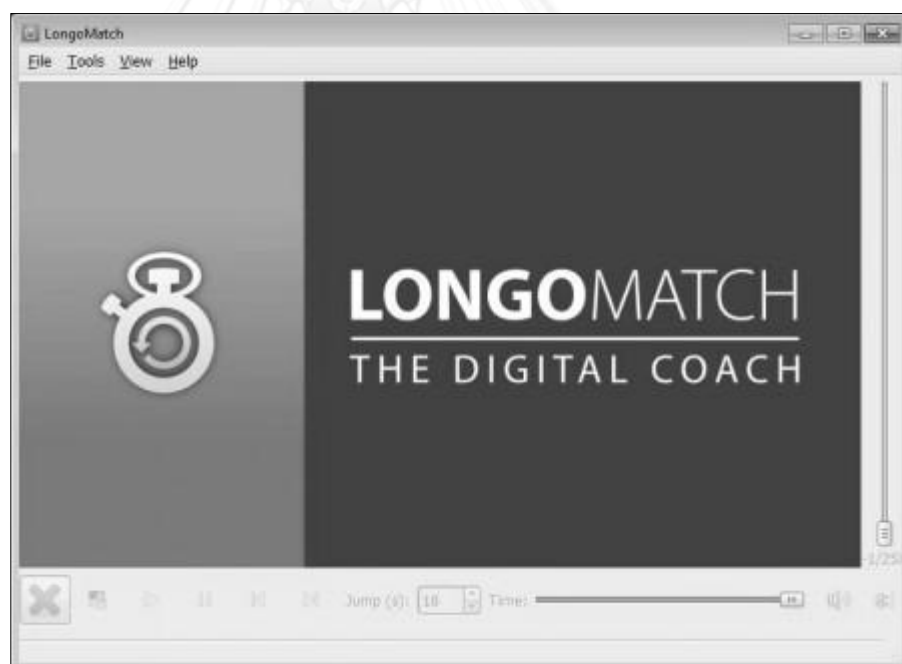 LongoMatch
File Tools View Help
LONGOMATCH
THE DIGITAL COACH
Jump (s): 10 Time: